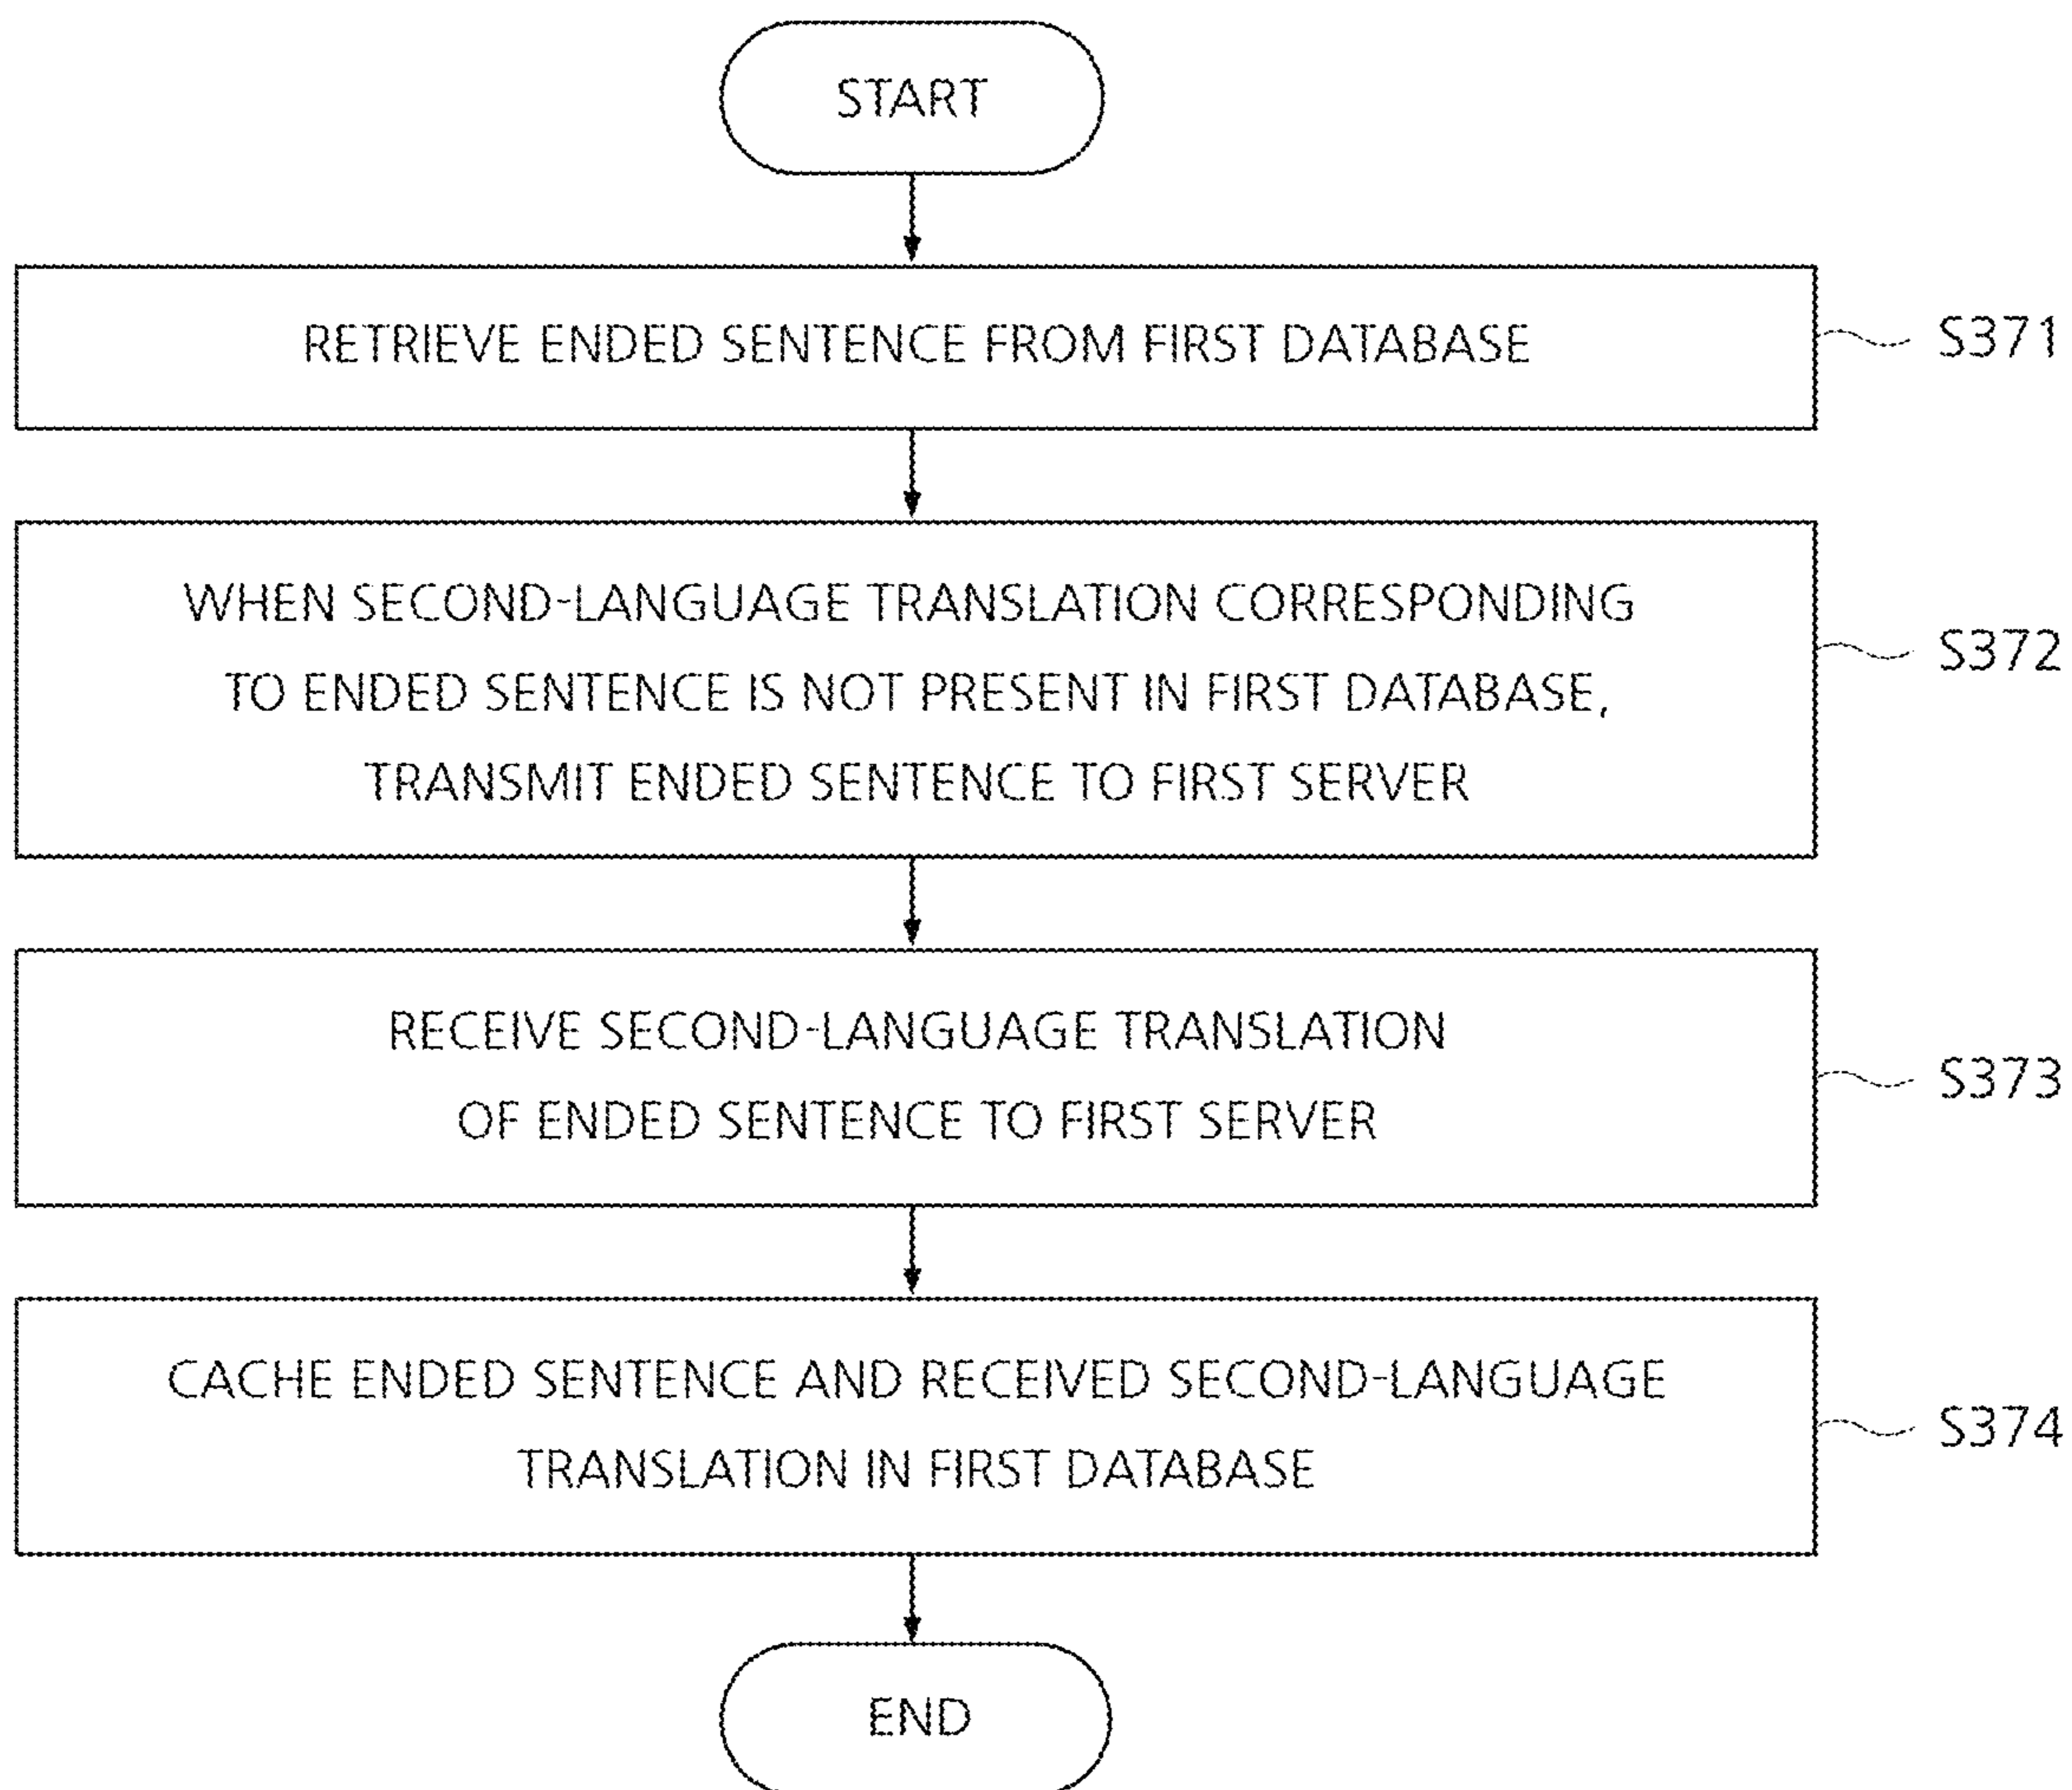 START
RETRIEVE ENDED SENTENCE FROM FIRST DATABASE
S371
WHEN SECOND-LANGUAGE TRANSLATION CORRESPONDING
TO ENDED SENTENCE IS NOT PRESENT IN FIRST DATABASE,
TRANSMIT ENDED SENTENCE TO FIRST SERVER
S372
RECEIVE SECOND-LANGUAGE TRANSLATION
OF ENDED SENTENCE TO FIRST SERVER
S373
CACHE ENDED SENTENCE AND RECEIVED SECOND-LANGUAGE
TRANSLATION IN FIRST DATABASE
S374
END